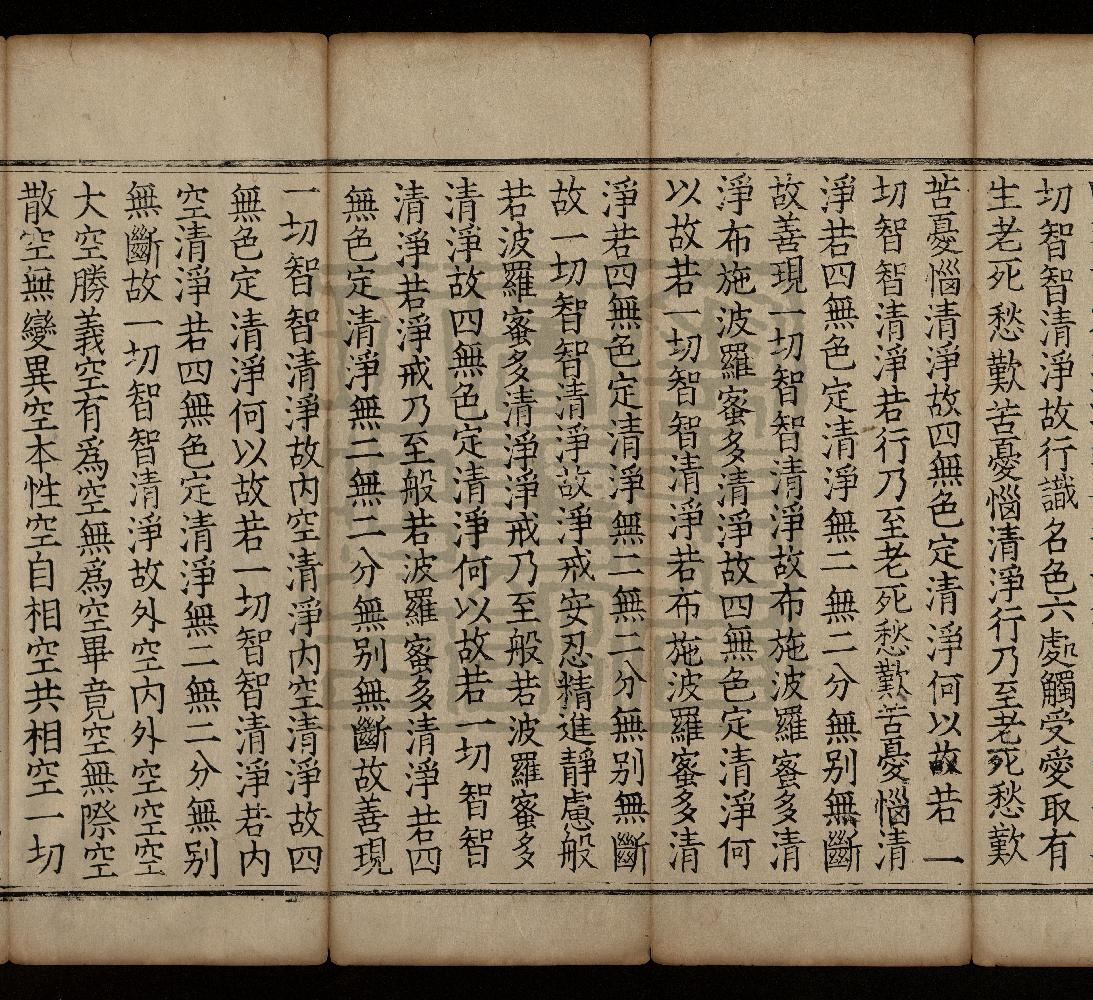 切智智清淨故行識名色六處觸受愛取有
生老死愁歎苦憂惱清淨行乃至老死愁歎
苦憂惱清淨故四無色定清淨何以故若一
切智智清淨若行乃至老死愁歎苦憂惱清
淨若四無色定清淨無二無二分無別無斷
故善現一切智智清淨故布施波羅蜜多清
淨布施波羅蜜多清淨故四無色定清淨何
以故若一切智智清淨若布施波羅蜜多清
淨若四無色定清淨無二無二分無別無斷
故一切智智清淨故淨戒安忍精進靜慮般
若波羅蜜多清淨淨戒乃至般若波羅蜜多
清淨故四無色定清淨何以故若一切智智
清淨若淨戒乃至般若波羅蜜多清淨若四
無色定清淨無二無二分無別無斷故善現
一切智智清淨故內空清淨內空清淨故四
無色定清淨何以故若一切智智清淨若內
空清淨若四無色定清淨無二無二分無別
無斷故一切智智清淨故外空內外空空空
大空勝義空有為空無為空畢竟空無際空
散空無變異空本性空自相空共相空一切